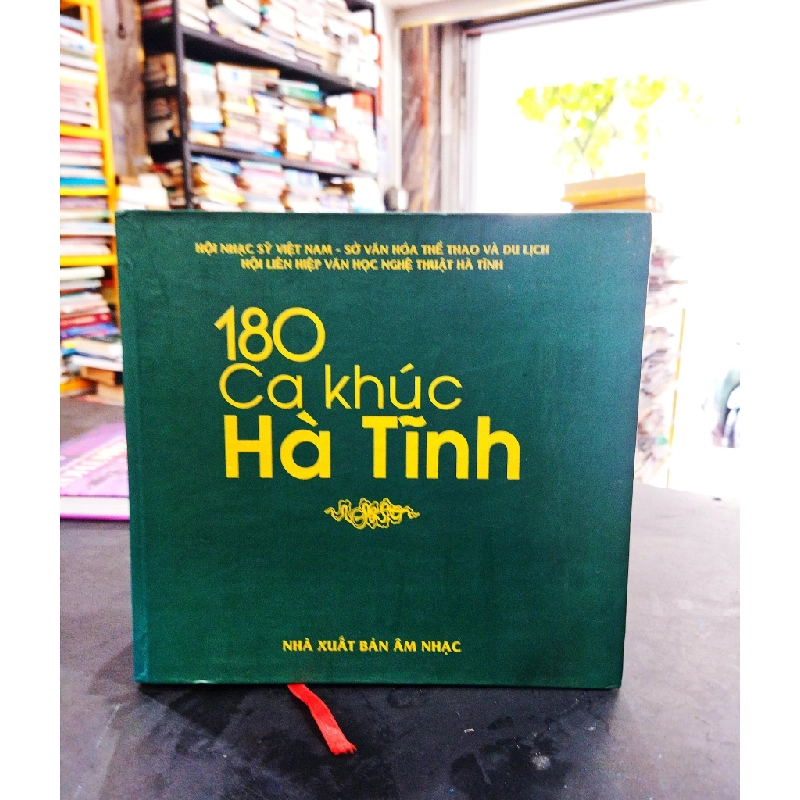 HỘI NHẠC SỸ VIỆT NAM - SỞ VĂN HÓA THỂ THAO VÀ DU LỊCH
HỘI LIÊN HIỆP VĂN HỌC NGHỆ THUẬT HÀ TĨNH
180
Ca khúc
Hà Tĩnh
NHÀ XUẤT BẢN ÂM NHẠC